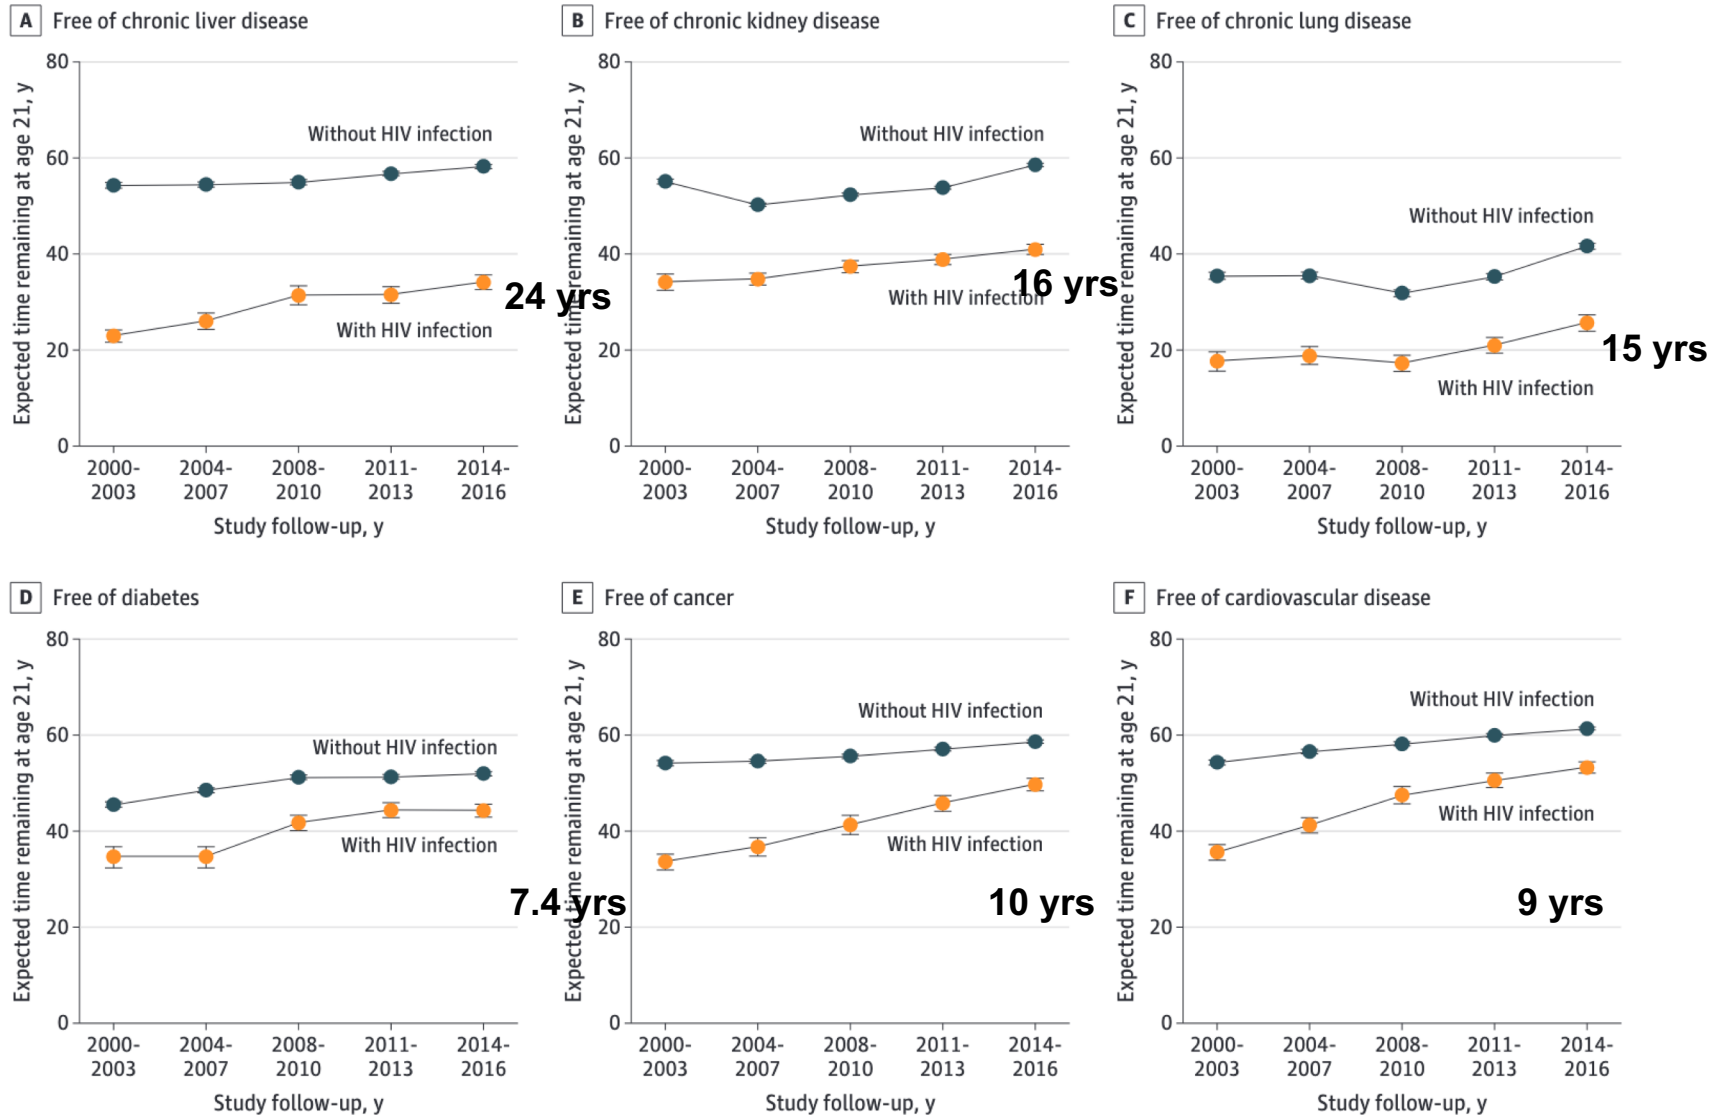 A Free of chronic liver disease
Expected time remaining at age 21, y
80
60
40
20
0
Without HIV infection
With HIV infection
24 yrs
2000-
2003
2004-
2007
2008-
2010
2011-
2013
2014-
2016
Study follow-up, y
B Free of chronic kidney disease
Expected time remaining at age 21, y
80
60
40
20
0
Without HIV infection
With HIV infection
16 yrs
2000-
2003
2004-
2007
2008-
2010
2011-
2013
2014-
2016
Study follow-up, y
C Free of chronic lung disease
Expected time remaining at age 21, y
80
60
40
20
0
Without HIV infection
With HIV infection
15 yrs
2000-
2003
2004-
2007
2008-
2010
2011-
2013
2014-
2016
Study follow-up, y
D Free of diabetes
Expected time remaining at age 21, y
80
60
40
20
0
Without HIV infection
With HIV infection
7.4 yrs
2000-
2003
2004-
2007
2008-
2010
2011-
2013
2014-
2016
Study follow-up, y
E Free of cancer
Expected time remaining at age 21, y
80
60
40
20
0
Without HIV infection
With HIV infection
10 yrs
2000-
2003
2004-
2007
2008-
2010
2011-
2013
2014-
2016
Study follow-up, y
F Free of cardiovascular disease
Expected time remaining at age 21, y
80
60
40
20
0
Without HIV infection
With HIV infection
9 yrs
2000-
2003
2004-
2007
2008-
2010
2011-
2013
2014-
2016
Study follow-up, y